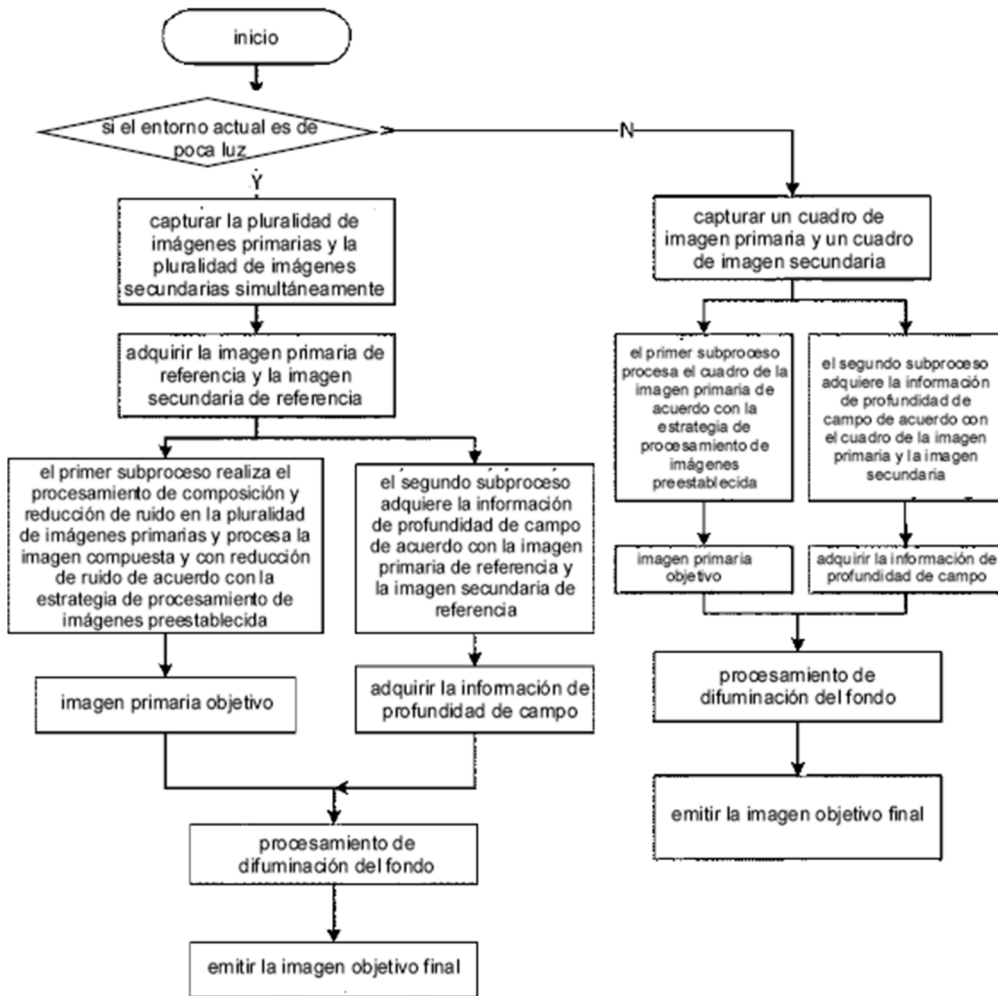 inicio
si el entorno actual es de
poca luz
N
Y
capturar la pluralidad de
imágenes primarias y la
pluralidad de imágenes
secundarias simultáneamente
adquirir la imagen primaria de
referencia y la imagen
secundaria de referencia
el primer subproceso realiza el
procesamiento de composición y
reducción de ruido en la pluralidad
de imágenes primarias y procesa la
imagen compuesta y con reducción
de ruido de acuerdo con la
estrategia de procesamiento de
imágenes preestablecida
el segundo subproceso
adquiere la información
de profundidad de campo
de acuerdo con la imagen
primaria de referencia y
la imagen secundaria de
referencia
imagen primaria objetivo
adquirir la información de
profundidad de campo
procesamiento de
difuminación del fondo
emitir la imagen objetivo final
capturar un cuadro de
imagen primaria y un cuadro
de imagen secundaria
el primer subproceso
procesa el cuadro de la
imagen primaria de
acuerdo con la
estrategia de
procesamiento de
imágenes
preestablecida
el segundo subproceso
adquiere la información
de profundidad de
campo de acuerdo con
el cuadro de la imagen
primaria y la imagen
secundaria
imagen primaria
objetivo
adquirir la información de
profundidad de campo
procesamiento de
difuminación del fondo
emitir la imagen objetivo final